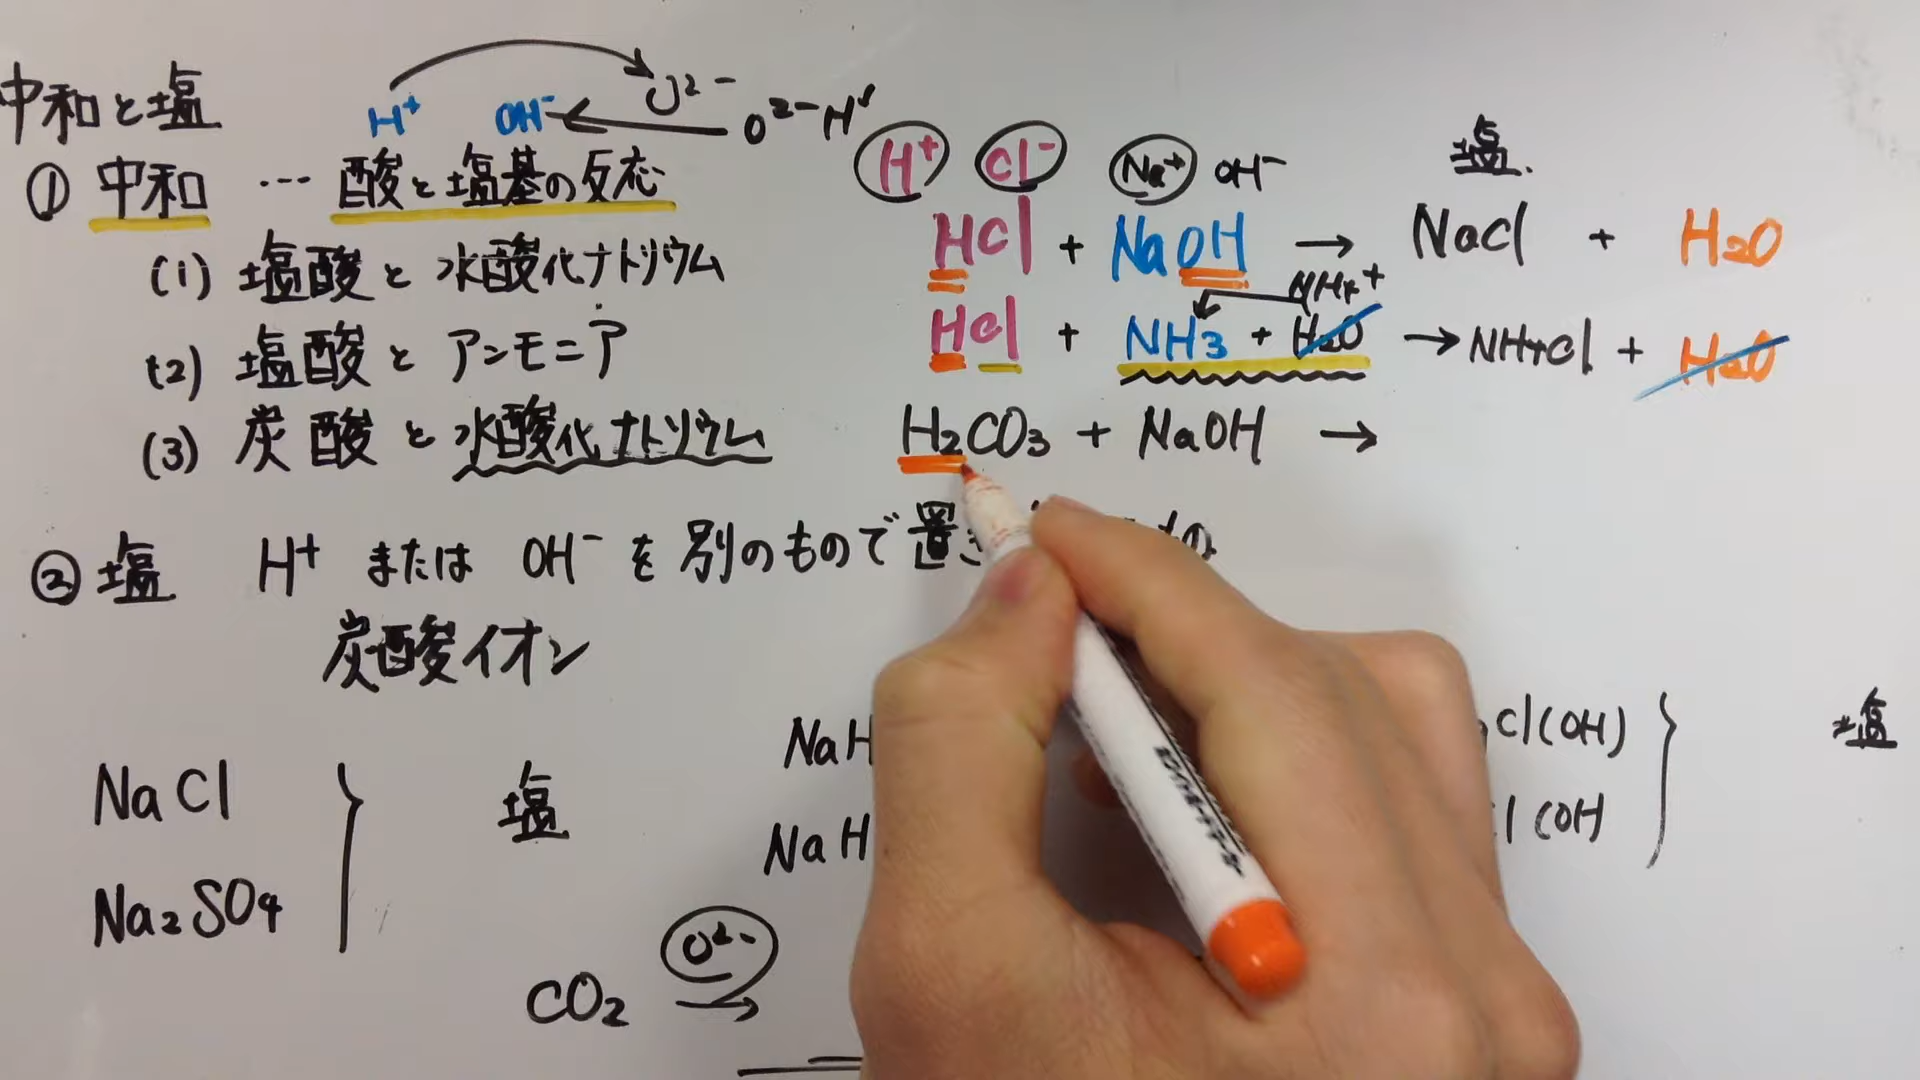 中和と塩
H⁺ OH⁻ O²⁻
O²⁻ H⁺
① 中和 … 酸と塩基の反応
H⁺ Cl⁻ Na⁺ OH⁻ 塩
(1) 塩酸と水酸化ナトリウム HCl + NaOH → NaCl + H₂O
NH₄⁺
(2) 塩酸とアンモニア HCl + NH₃ + H₂O → NH₄Cl + H₂O
(3) 炭酸と水酸化ナトリウム H₂CO₃ + NaOH →
② 塩 H⁺ または OH⁻ を別のもので置き もの
炭酸イオン
NaCl
Na₂SO₄
塩
NaH
NaH
Cl(OH)
Cl(OH
塩
CO₂ O²⁻ →